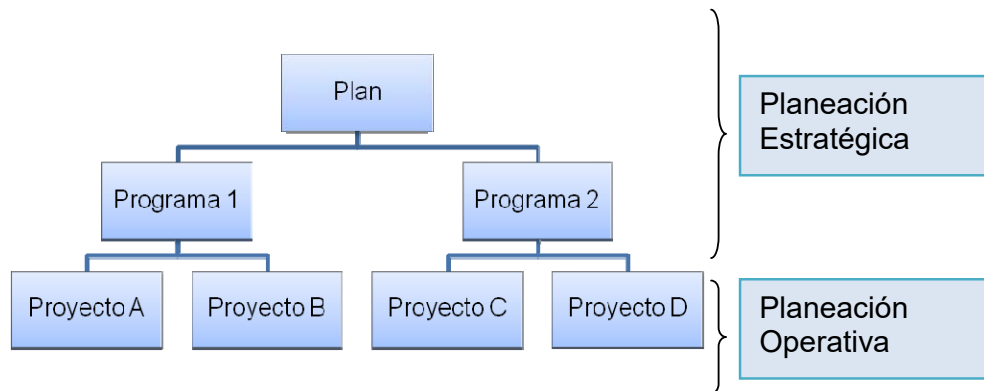 Plan
Planeación
Estratégica
Programa 1
Programa 2
Proyecto A
Proyecto B
Proyecto C
Proyecto D
Planeación
Operativa